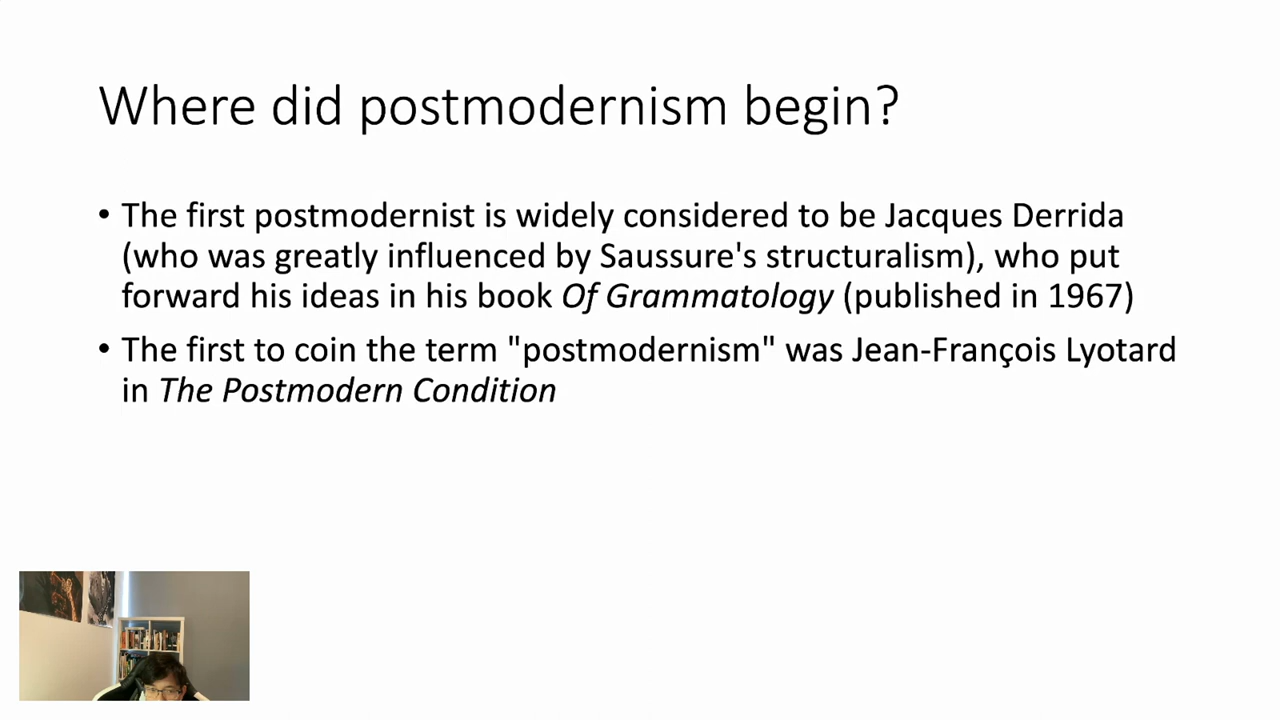 Where did postmodernism begin?
• The first postmodernist is widely considered to be Jacques Derrida
(who was greatly influenced by Saussure's structuralism), who put
forward his ideas in his book Of Grammatology (published in 1967)
• The first to coin the term "postmodernism" was Jean-François Lyotard
in The Postmodern Condition